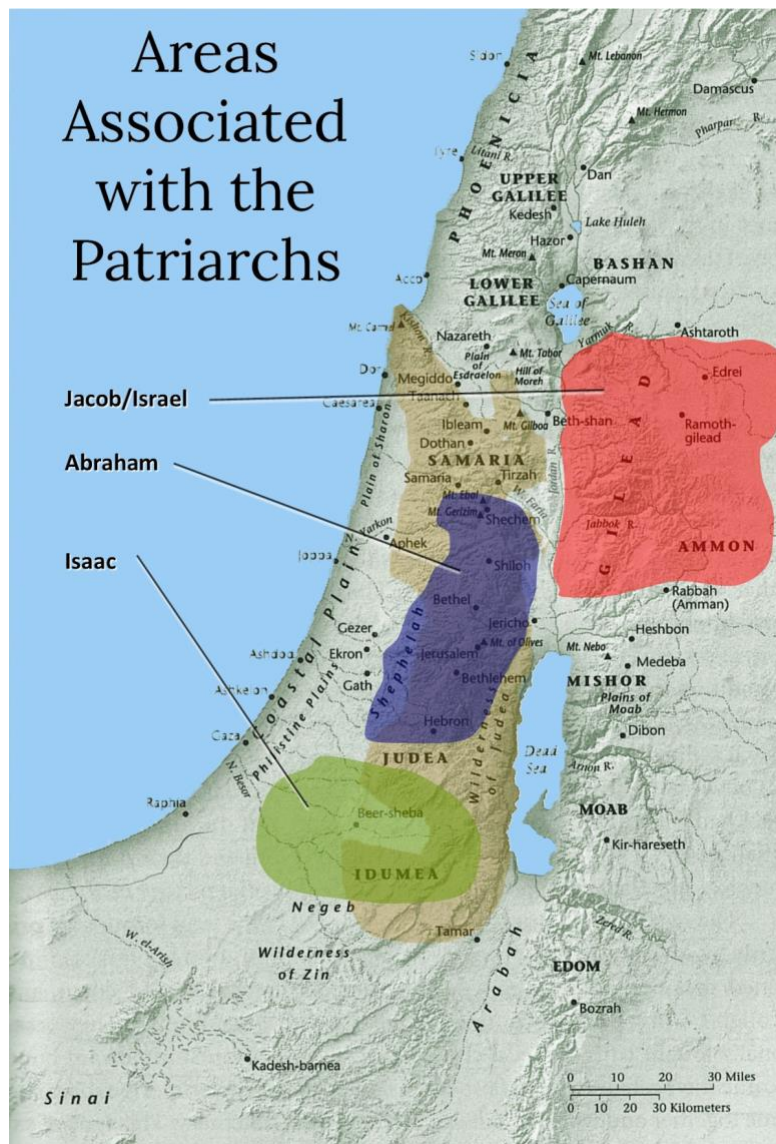 Areas
Associated
with the
Patriarchs
Jacob/Israel
Abraham
Isaac
Sidon
Mt. Lebanon
Damascus
PHOENICIA
Mt. Hermon
Pharpar R.
Tyre
Litani R.
Dan
UPPER
GALILEE
Kedesh
Lake Huleh
Hazor
Mt. Meron
BASHAN
Acco
LOWER
GALILEE
Capernaum
Sea of
Galilee
Mt. Carmel
Kishon R.
Nazareth
Yarmuk R.
Ashtaroth
Plain
of
Esdraelon
Mt. Tabor
Hill of
Moreh
Dor
Megiddo
Edrei
Taanach
Caesarea
Ibleam
Mt. Gilboa
Beth-shan
Ramoth-
gilead
Dothan
SAMARIA
Plain of Sharon
Samaria
Tirzah
Mt. Ebal
W. Faria
Jordan R.
GILEAD
Mt. Gerizim
Shechem
Jabbok R.
N. Yarkon
Aphek
AMMON
Joppa
Shiloh
Rabbah
(Amman)
Bethel
Jericho
Coastal Plain
Shephelah
Gezer
Mt. of Olives
Heshbon
Ekron
Jerusalem
Mt. Nebo
Ashdod
Medeba
Gath
Bethlehem
MISHOR
Ashkelon
Plains of
Moab
Philistine Plains
Hebron
Dibon
Gaza
Wilderness
of Judea
Dead
Sea
JUDEA
Arnon R.
N. Besor
Raphia
Beer-sheba
MOAB
Kir-hareseth
IDUMEA
Negeb
Zered R.
Tamar
W. el-Arish
Wilderness
of Zin
Arabah
EDOM
Bozrah
Kadesh-barnea
Sinai
0 10 20 30 Miles
0 10 20 30 Kilometers